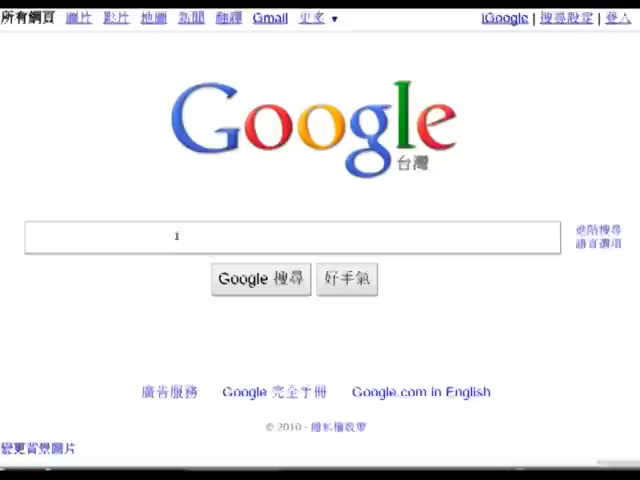 所有網頁 圖片 影片 地圖 新聞 翻譯 Gmail 更多 ▼ iGoogle | 搜尋設定 | 登入
Google
台灣
進階搜尋
語言選項
Google 搜尋 好手氣
廣告服務 Google 完全手冊 Google.com in English
© 2010 - 隱私權政策
變更背景圖片